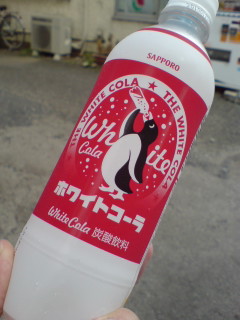 SAPPORO
THE WHITE COLA ★ THE WHITE COLA
White
Cola
ホワイトコーラ
White Cola 炭酸飲料